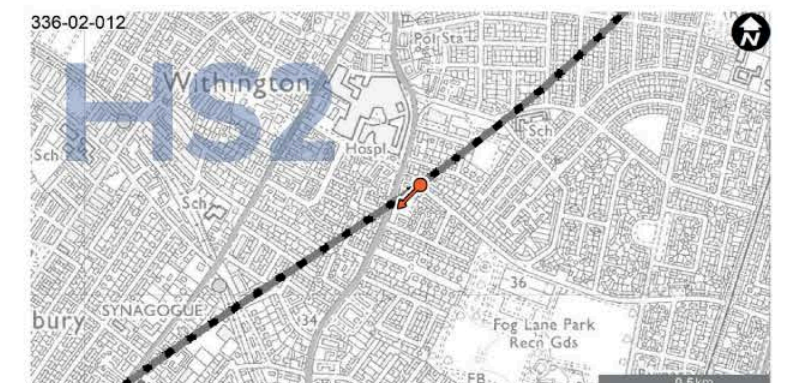 336-02-012
N
Pol Sta
Withington
HS2
Sch
Hospl
Sch
Sch
36
SYNAGOGUE
bury
34
Fog Lane Park
Recn Gds
FB